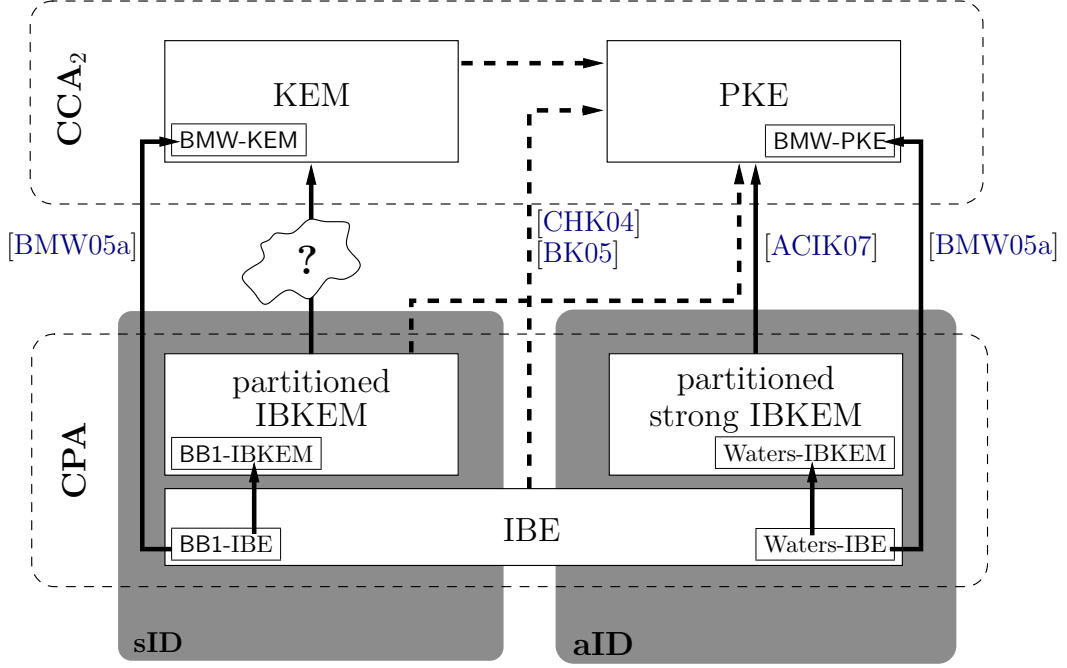 CCA2
KEM
PKE
BMW-KEM
BMW-PKE
[BMW05a]
?
[CHK04]
[BK05]
[ACIK07]
[BMW05a]
CPA
partitioned
IBKEM
BB1-IBKEM
partitioned
strong IBKEM
Waters-IBKEM
BB1-IBE
IBE
Waters-IBE
sID
aID